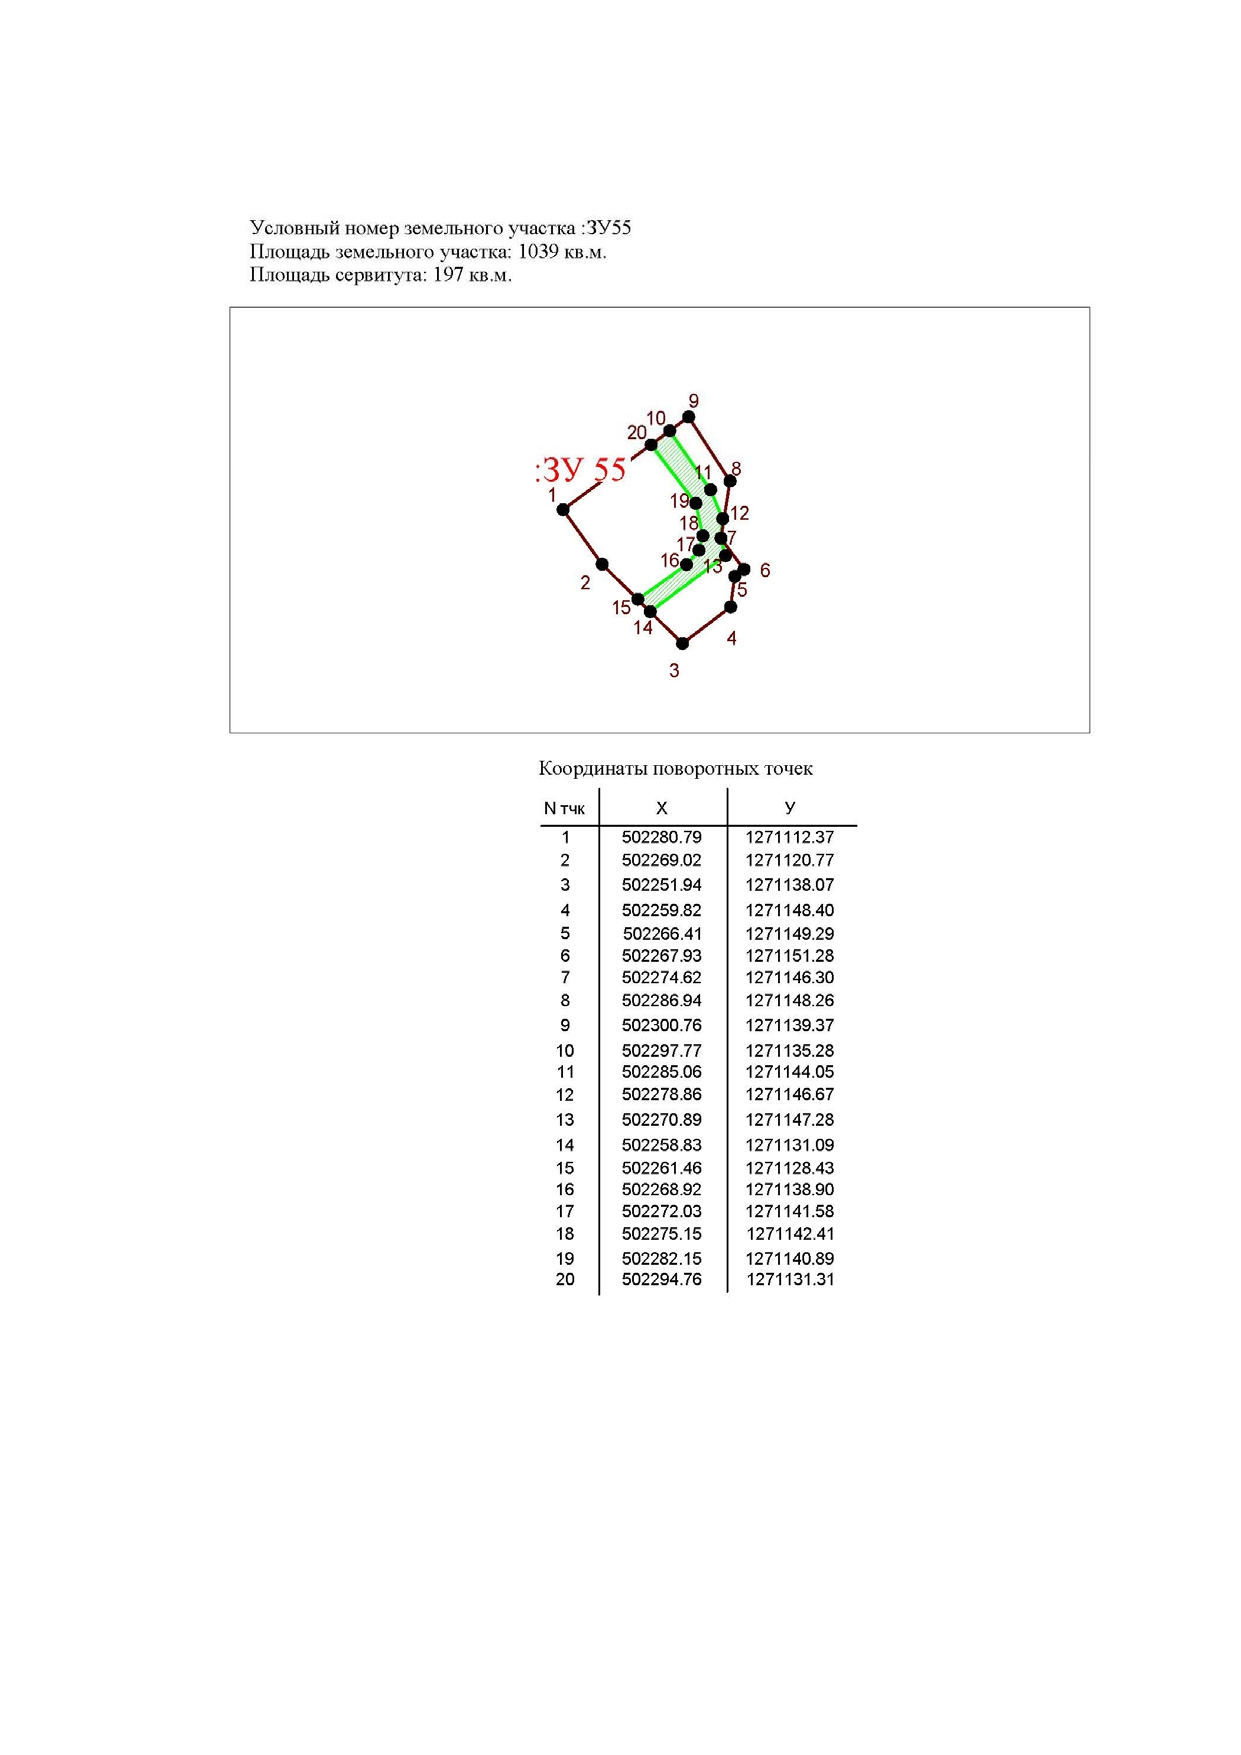 Условный номер земельного участка :ЗУ55
Площадь земельного участка: 1039 кв.м.
Площадь сервитута: 197 кв.м.
9
10
20
:ЗУ 55
8
11
1
19
12
18
7
17
16
13
6
2
5
15
14
4
3
Координаты поворотных точек
N тчк X У
1 502280.79 1271112.37
2 502269.02 1271120.77
3 502251.94 1271138.07
4 502259.82 1271148.40
5 502266.41 1271149.29
6 502267.93 1271151.28
7 502274.62 1271146.30
8 502286.94 1271148.26
9 502300.76 1271139.37
10 502297.77 1271135.28
11 502285.06 1271144.05
12 502278.86 1271146.67
13 502270.89 1271147.28
14 502258.83 1271131.09
15 502261.46 1271128.43
16 502268.92 1271138.90
17 502272.03 1271141.58
18 502275.15 1271142.41
19 502282.15 1271140.89
20 502294.76 1271131.31